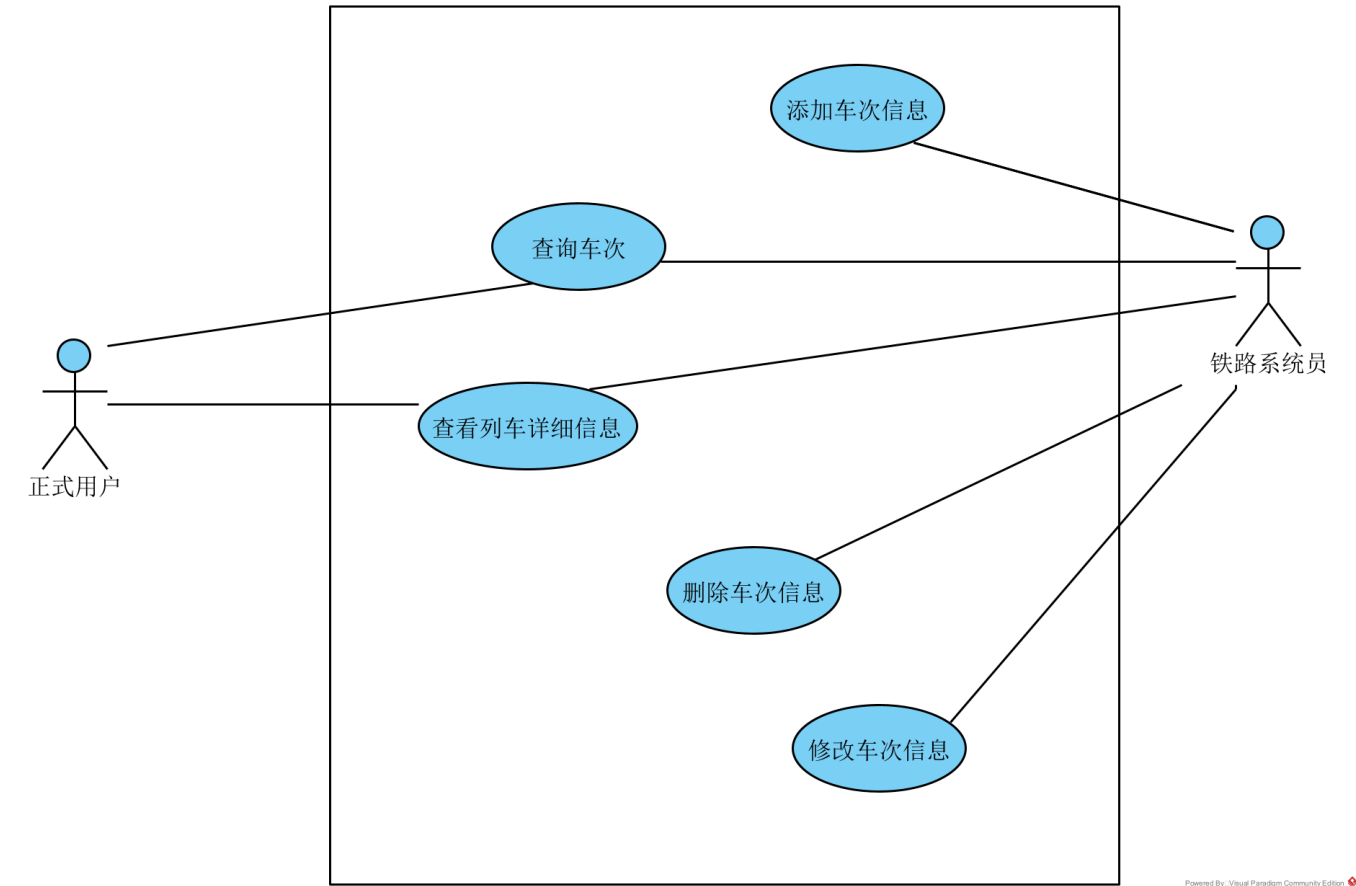 添加车次信息
查询车次
铁路系统员
查看列车详细信息
正式用户
删除车次信息
修改车次信息
Powered By: Visual Paradigm Community Edition